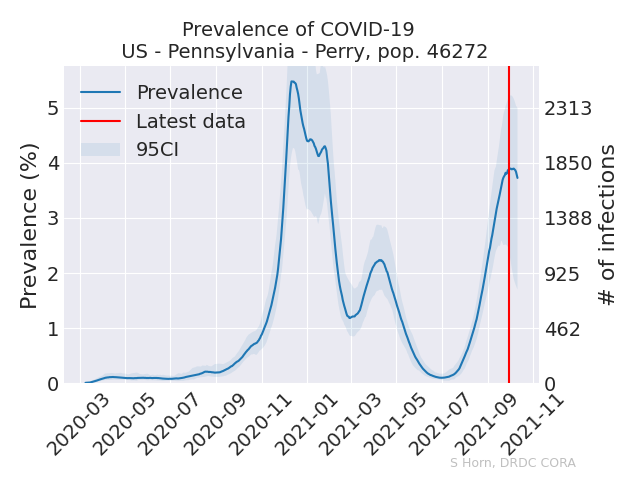 Prevalence of COVID-19
US - Pennsylvania - Perry, pop. 46272
Prevalence
Latest data
95CI
Prevalence (%)
5
4
3
2
1
0
2313
1850
1388
925
462
0
# of infections
2020-03
2020-05
2020-07
2020-09
2020-11
2021-01
2021-03
2021-05
2021-07
2021-09
2021-11
S Horn, DRDC CORA